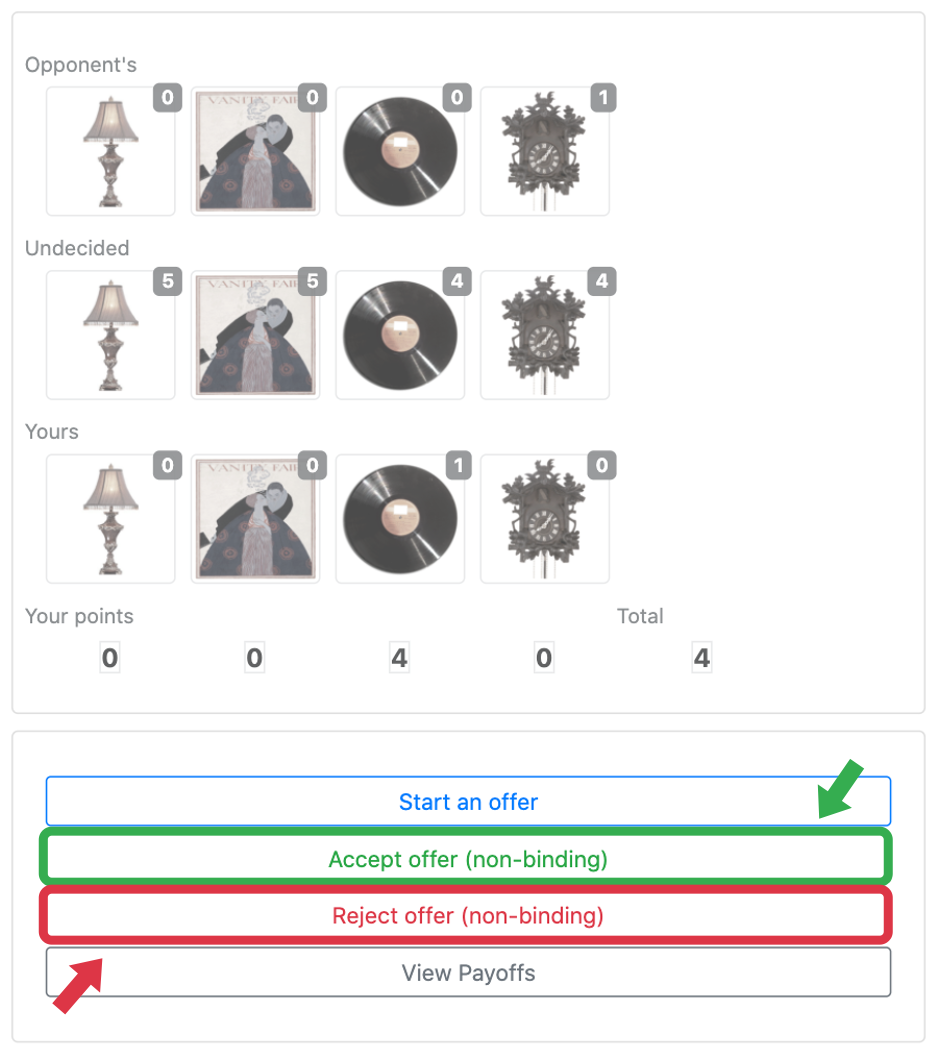 Opponent's
0 0 0 1
VANITY FAIR
Undecided
5 5 4 4
VANITY FAIR
Yours
0 0 1 0
VANITY FAIR
Your points Total
0 0 4 0 4
Start an offer
Accept offer (non-binding)
Reject offer (non-binding)
View Payoffs